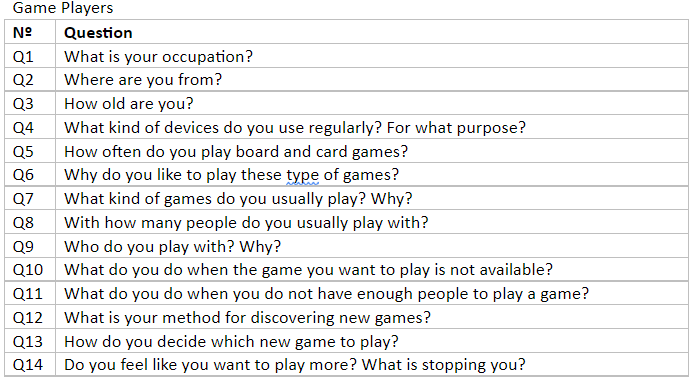 Game Players
Nº Question
Q1 What is your occupation?
Q2 Where are you from?
Q3 How old are you?
Q4 What kind of devices do you use regularly? For what purpose?
Q5 How often do you play board and card games?
Q6 Why do you like to play these type of games?
Q7 What kind of games do you usually play? Why?
Q8 With how many people do you usually play with?
Q9 Who do you play with? Why?
Q10 What do you do when the game you want to play is not available?
Q11 What do you do when you do not have enough people to play a game?
Q12 What is your method for discovering new games?
Q13 How do you decide which new game to play?
Q14 Do you feel like you want to play more? What is stopping you?